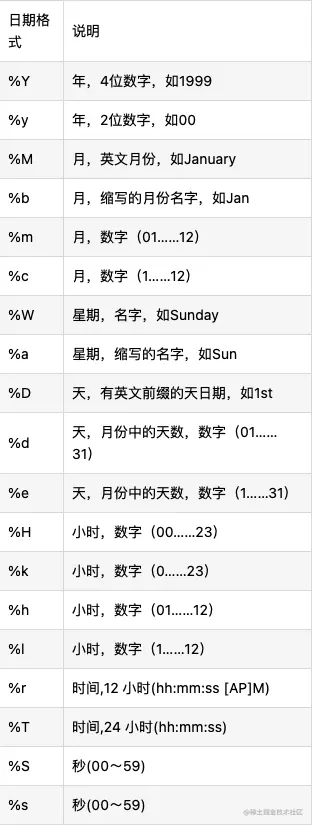 日期格
式
说明
%Y
年，4位数字，如1999
%y
年，2位数字，如00
%M
月，英文月份，如January
%b
月，缩写的月份名字，如Jan
%m
月，数字（01……12）
%c
月，数字（1……12）
%W
星期，名字，如Sunday
%a
星期，缩写的名字，如Sun
%D
天，有英文前缀的天日期，如1st
%d
天，月份中的天数，数字（01……
31）
%e
天，月份中的天数，数字（1……31）
%H
小时，数字（00……23）
%k
小时，数字（0……23）
%h
小时，数字（01……12）
%l
小时，数字（1……12）
%r
时间,12 小时(hh:mm:ss [AP]M)
%T
时间,24 小时(hh:mm:ss)
%S
秒(00～59)
%s
秒(00～59)
@稀土掘金技术社区